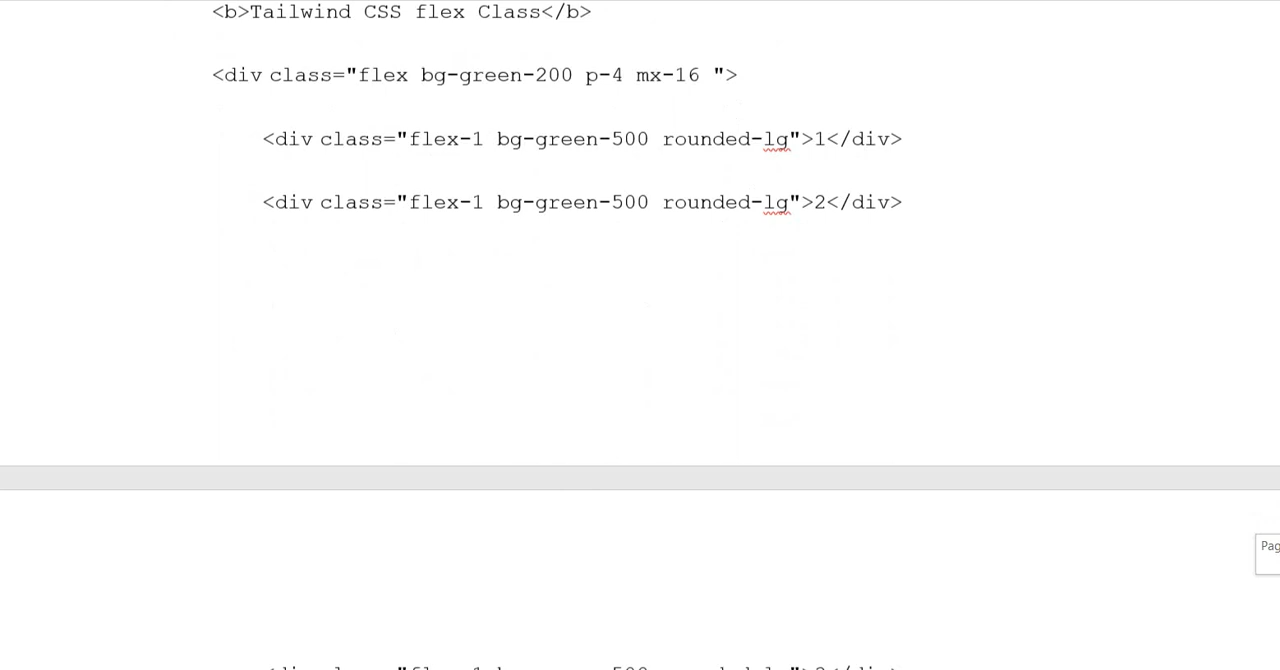 <b>Tailwind CSS flex Class</b>
<div class="flex bg-green-200 p-4 mx-16 ">
<div class="flex-1 bg-green-500 rounded-lg">1</div>
<div class="flex-1 bg-green-500 rounded-lg">2</div>